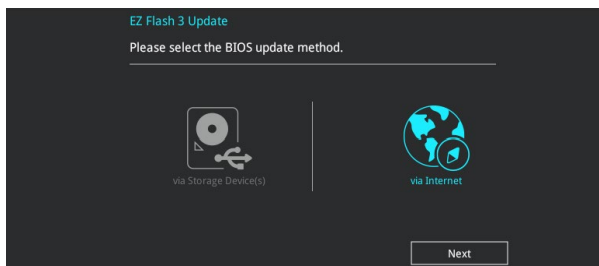 EZ Flash 3 Update
Please select the BIOS update method.
via Storage Device(s)
via Internet
Next